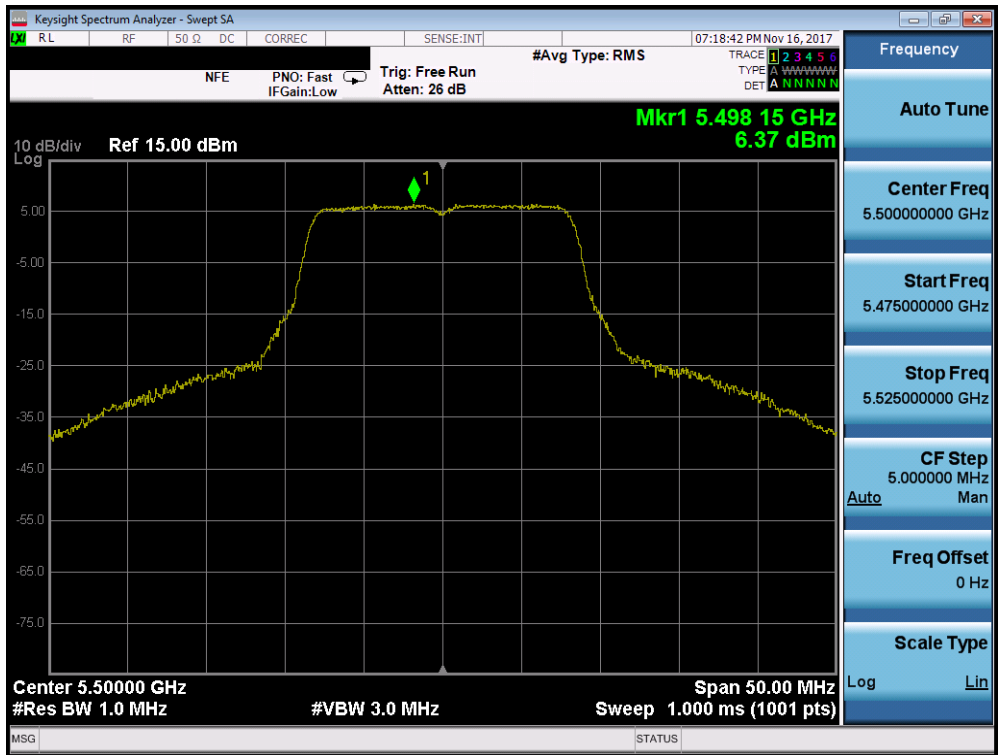 Keysight Spectrum Analyzer - Swept SA
LXI RL RF 50 Ω DC CORREC SENSE:INT 07:18:42 PM Nov 16, 2017
Frequency
#Avg Type: RMS TRACE 1 2 3 4 5 6
NFE PNO: Fast Trig: Free Run TYPE A WWWWW
IFGain:Low Atten: 26 dB DET A N N N N N
Auto Tune
Mkr1 5.498 15 GHz
10 dB/div Ref 15.00 dBm 6.37 dBm
Log
1
5.00
-5.00
-15.0
-25.0
-35.0
-45.0
-55.0
-65.0
-75.0
Center Freq
5.500000000 GHz
Start Freq
5.475000000 GHz
Stop Freq
5.525000000 GHz
CF Step
5.000000 MHz
Auto Man
Freq Offset
0 Hz
Scale Type
Log Lin
Center 5.50000 GHz Span 50.00 MHz
#Res BW 1.0 MHz #VBW 3.0 MHz Sweep 1.000 ms (1001 pts)
MSG STATUS